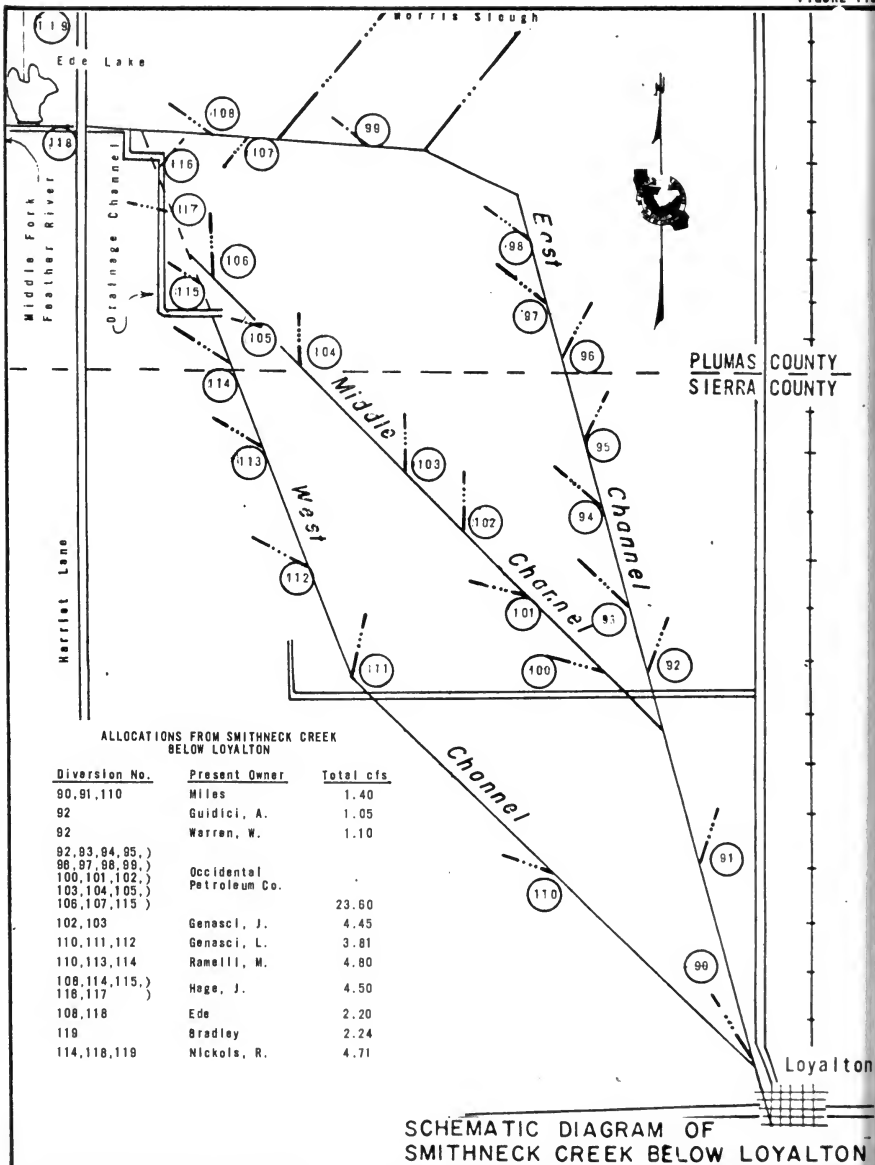 Morris Slough
119
Ede Lake
108
99
118
107
116
Middle Fork
Feather River
Drainage Channel
117
East
98
106
115
97
105
104
96
PLUMAS COUNTY
SIERRA COUNTY
114
Middle
95
113
103
West
94
Channel
102
Harriet Lane
112
Channel
101
93
100
92
111
ALLOCATIONS FROM SMITHNECK CREEK
BELOW LOYALTON
Diversion No. Present Owner Total cfs
90,91,110 Miles 1.40
92 Guidici, A. 1.05
92 Warren, W. 1.10
92,93,94,95,)
96,97,98,99,)
100,101,102,) Occidental
103,104,105,) Petroleum Co.
106,107,115 ) 23.60
102,103 Genasci, J. 4.45
110,111,112 Genasci, L. 3.81
110,113,114 Ramelli, M. 4.80
108,114,115,)
116,117 ) Hage, J. 4.50
108,118 Ede 2.20
119 Bradley 2.24
114,118,119 Nickols, R. 4.71
Channel
91
110
90
Loyalton
SCHEMATIC DIAGRAM OF
SMITHNECK CREEK BELOW LOYALTON